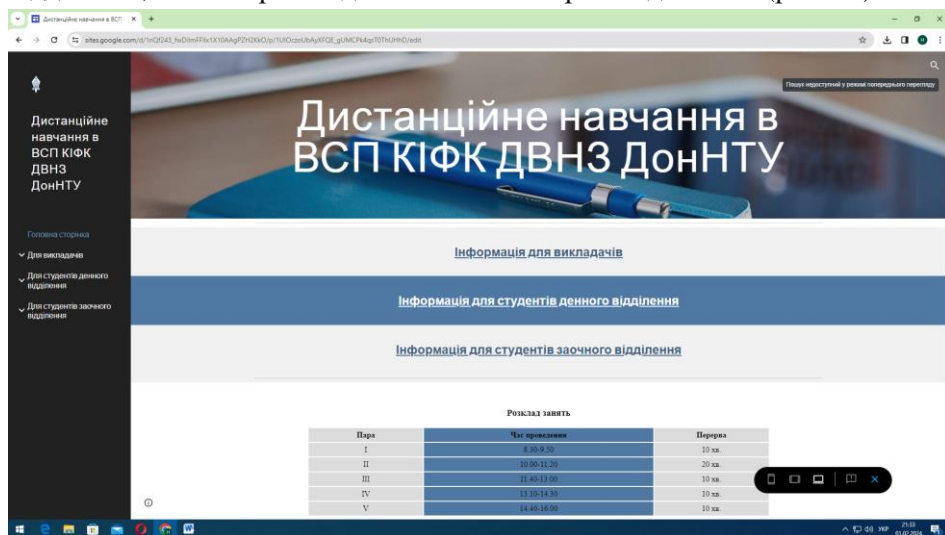 Дистанційне навчання в ВСП
sites.google.com/d/
Пошук недоступний у режимі попереднього перегляду
Дистанційне
навчання в
ВСП КІФК
ДВНЗ
ДонНТУ
Дистанційне навчання в
ВСП КІФК ДВНЗ ДонНТУ
Головна сторінка
Для викладачів
Для студентів денного
відділення
Для студентів заочного
відділення
Інформація для викладачів
Інформація для студентів денного відділення
Інформація для студентів заочного відділення
Розклад занять
Пара Час проведення Перерва
I 8.30-9.50 10 хв.
II 10.00-11.20 20 хв.
III 11.40-13.00 10 хв.
IV 13.10-14.30 10 хв.
V 14.40-16.00 10 хв.
УКР
21:33
01.02.2024